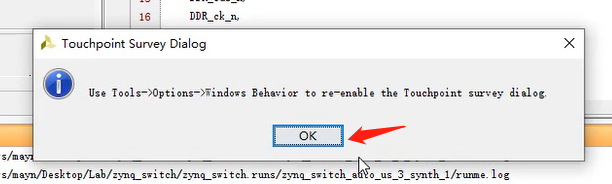 16
DDR_ck_n,
Touchpoint Survey Dialog
Use Tools->Options->Windows Behavior to re-enable the Touchpoint survey dialog.
OK
s/mayn/Desktop/Lab/zynq_switch/zynq_switch.runs/zynq_switch_auto_us_3_synth_1/runme.log